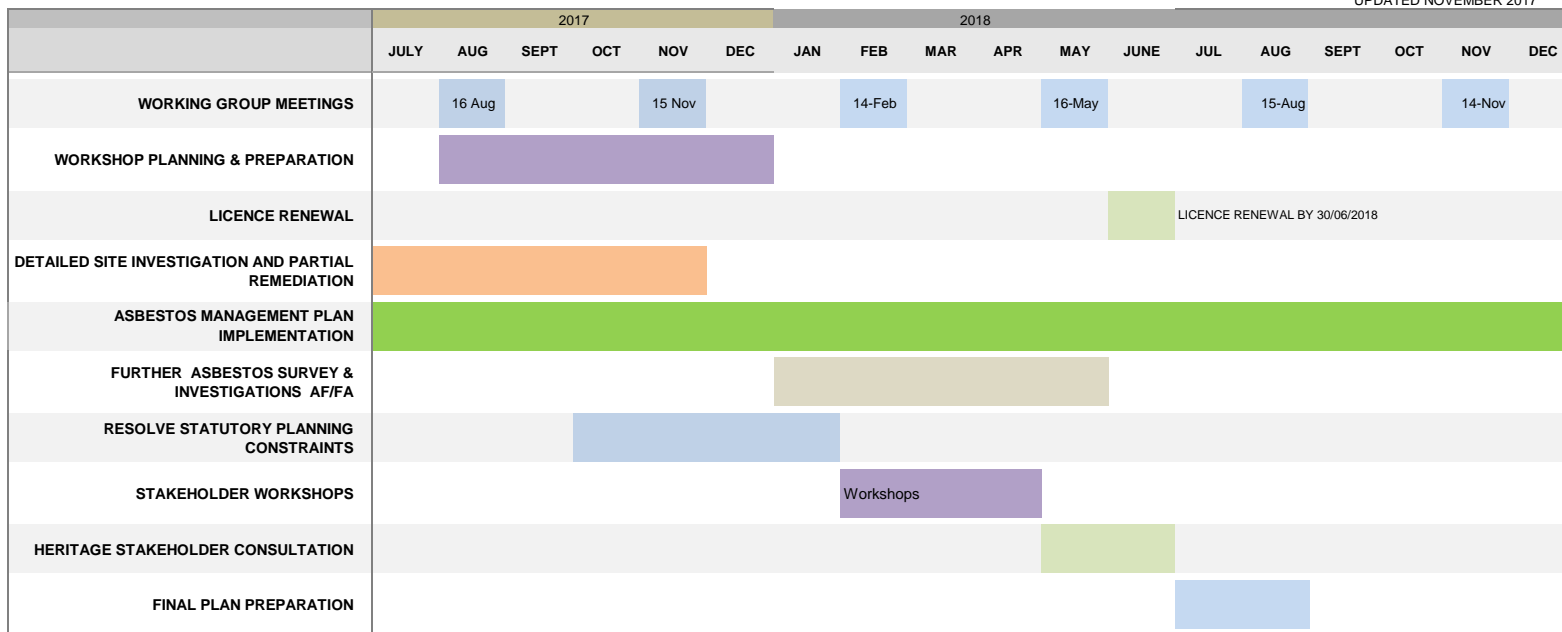 UPDATED NOVEMBER 2017
2017 2018
JULY AUG SEPT OCT NOV DEC JAN FEB MAR APR MAY JUNE JUL AUG SEPT OCT NOV DEC
WORKING GROUP MEETINGS 16 Aug 15 Nov 14-Feb 16-May 15-Aug 14-Nov
WORKSHOP PLANNING & PREPARATION
LICENCE RENEWAL LICENCE RENEWAL BY 30/06/2018
DETAILED SITE INVESTIGATION AND PARTIAL
REMEDIATION
ASBESTOS MANAGEMENT PLAN
IMPLEMENTATION
FURTHER ASBESTOS SURVEY &
INVESTIGATIONS AF/FA
RESOLVE STATUTORY PLANNING
CONSTRAINTS
STAKEHOLDER WORKSHOPS Workshops
HERITAGE STAKEHOLDER CONSULTATION
FINAL PLAN PREPARATION